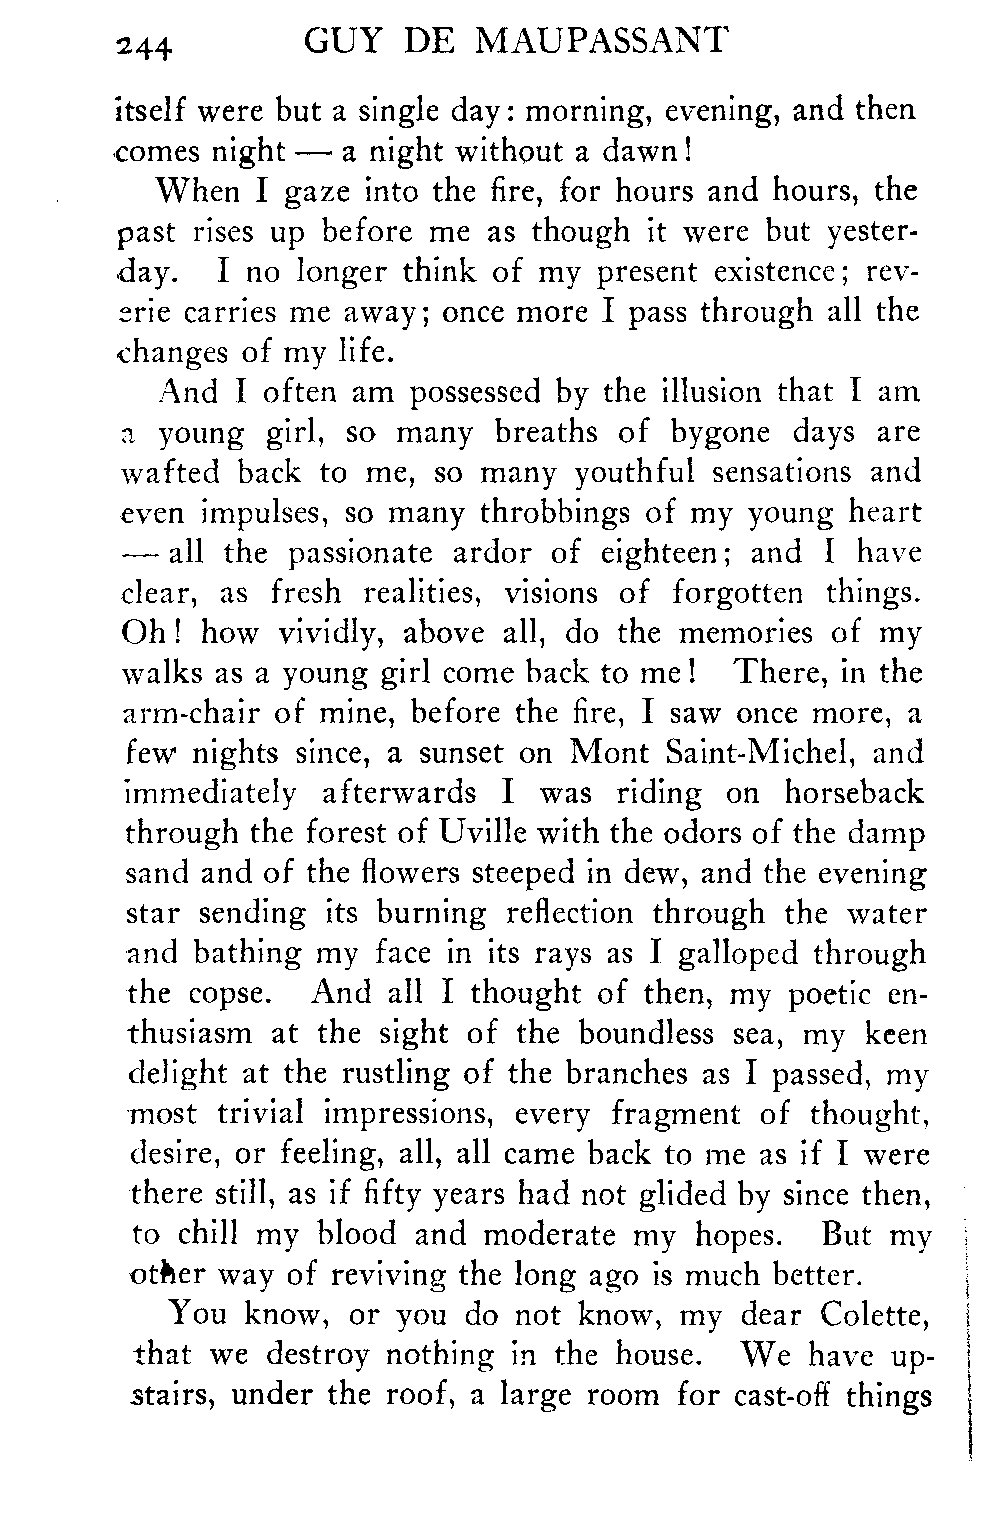 244 GUY DE MAUPASSANT
itself were but a single day: morning, evening, and then
comes night — a night without a dawn!
When I gaze into the fire, for hours and hours, the
past rises up before me as though it were but yester-
day. I no longer think of my present existence; rev-
erie carries me away; once more I pass through all the
changes of my life.
And I often am possessed by the illusion that I am
a young girl, so many breaths of bygone days are
wafted back to me, so many youthful sensations and
even impulses, so many throbbings of my young heart
— all the passionate ardor of eighteen; and I have
clear, as fresh realities, visions of forgotten things.
Oh! how vividly, above all, do the memories of my
walks as a young girl come back to me! There, in the
arm-chair of mine, before the fire, I saw once more, a
few nights since, a sunset on Mont Saint-Michel, and
immediately afterwards I was riding on horseback
through the forest of Uville with the odors of the damp
sand and of the flowers steeped in dew, and the evening
star sending its burning reflection through the water
and bathing my face in its rays as I galloped through
the copse. And all I thought of then, my poetic en-
thusiasm at the sight of the boundless sea, my keen
delight at the rustling of the branches as I passed, my
most trivial impressions, every fragment of thought,
desire, or feeling, all, all came back to me as if I were
there still, as if fifty years had not glided by since then,
to chill my blood and moderate my hopes. But my
other way of reviving the long ago is much better.
You know, or you do not know, my dear Colette,
that we destroy nothing in the house. We have up-
stairs, under the roof, a large room for cast-off things